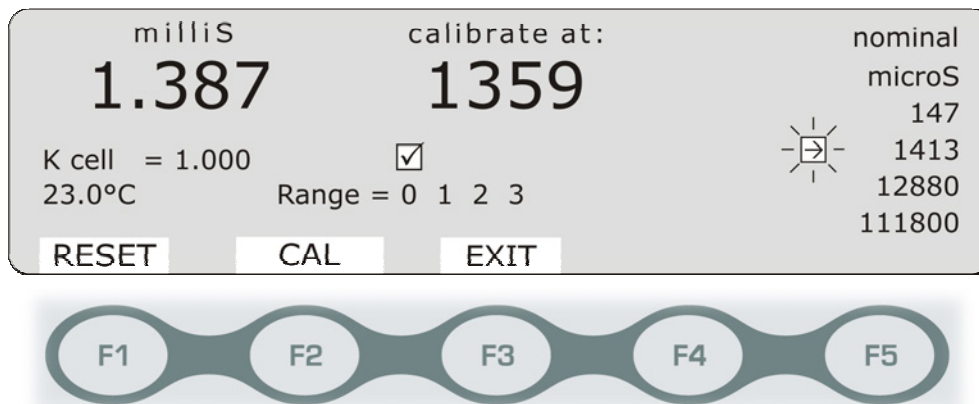 milliS calibrate at: nominal
1.387 1359 microS
147
K cell = 1.000 1413
23.0°C Range = 0 1 2 3 12880
111800
RESET CAL EXIT
F1 F2 F3 F4 F5